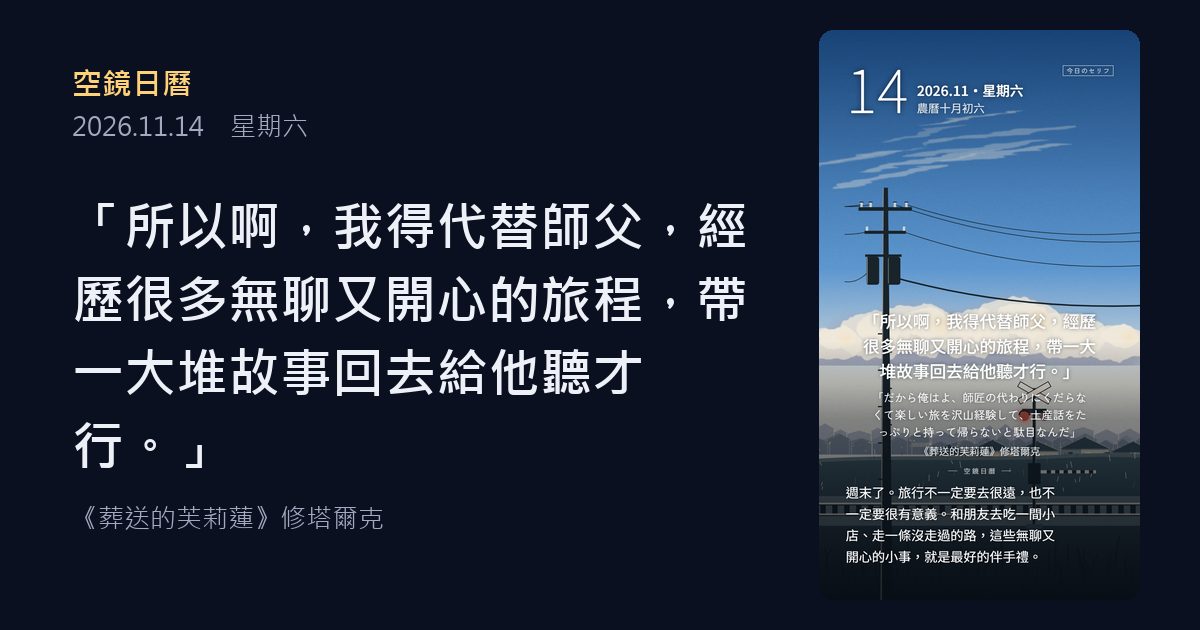 空鏡日曆
2026.11.14 星期六
「所以啊，我得代替師父，經
歷很多無聊又開心的旅程，帶
一大堆故事回去給他聽才
行。」
《葬送的芙莉蓮》修塔爾克
14
2026.11・星期六
農曆十月初六
今日のセリフ
「所以啊，我得代替師父，經歷
很多無聊又開心的旅程，帶一大
堆故事回去給他聽才行。」
「だから俺はよ、師匠の代わりにくだらな
くて楽しい旅を沢山経験して、土産話をた
っぷりと持って帰らないと駄目なんだ」
《葬送的芙莉蓮》修塔爾克
— 空鏡日曆 —
週末了。旅行不一定要去很遠，也不
一定要很有意義。和朋友去吃一間小
店、走一條沒走過的路，這些無聊又
開心的小事，就是最好的伴手禮。